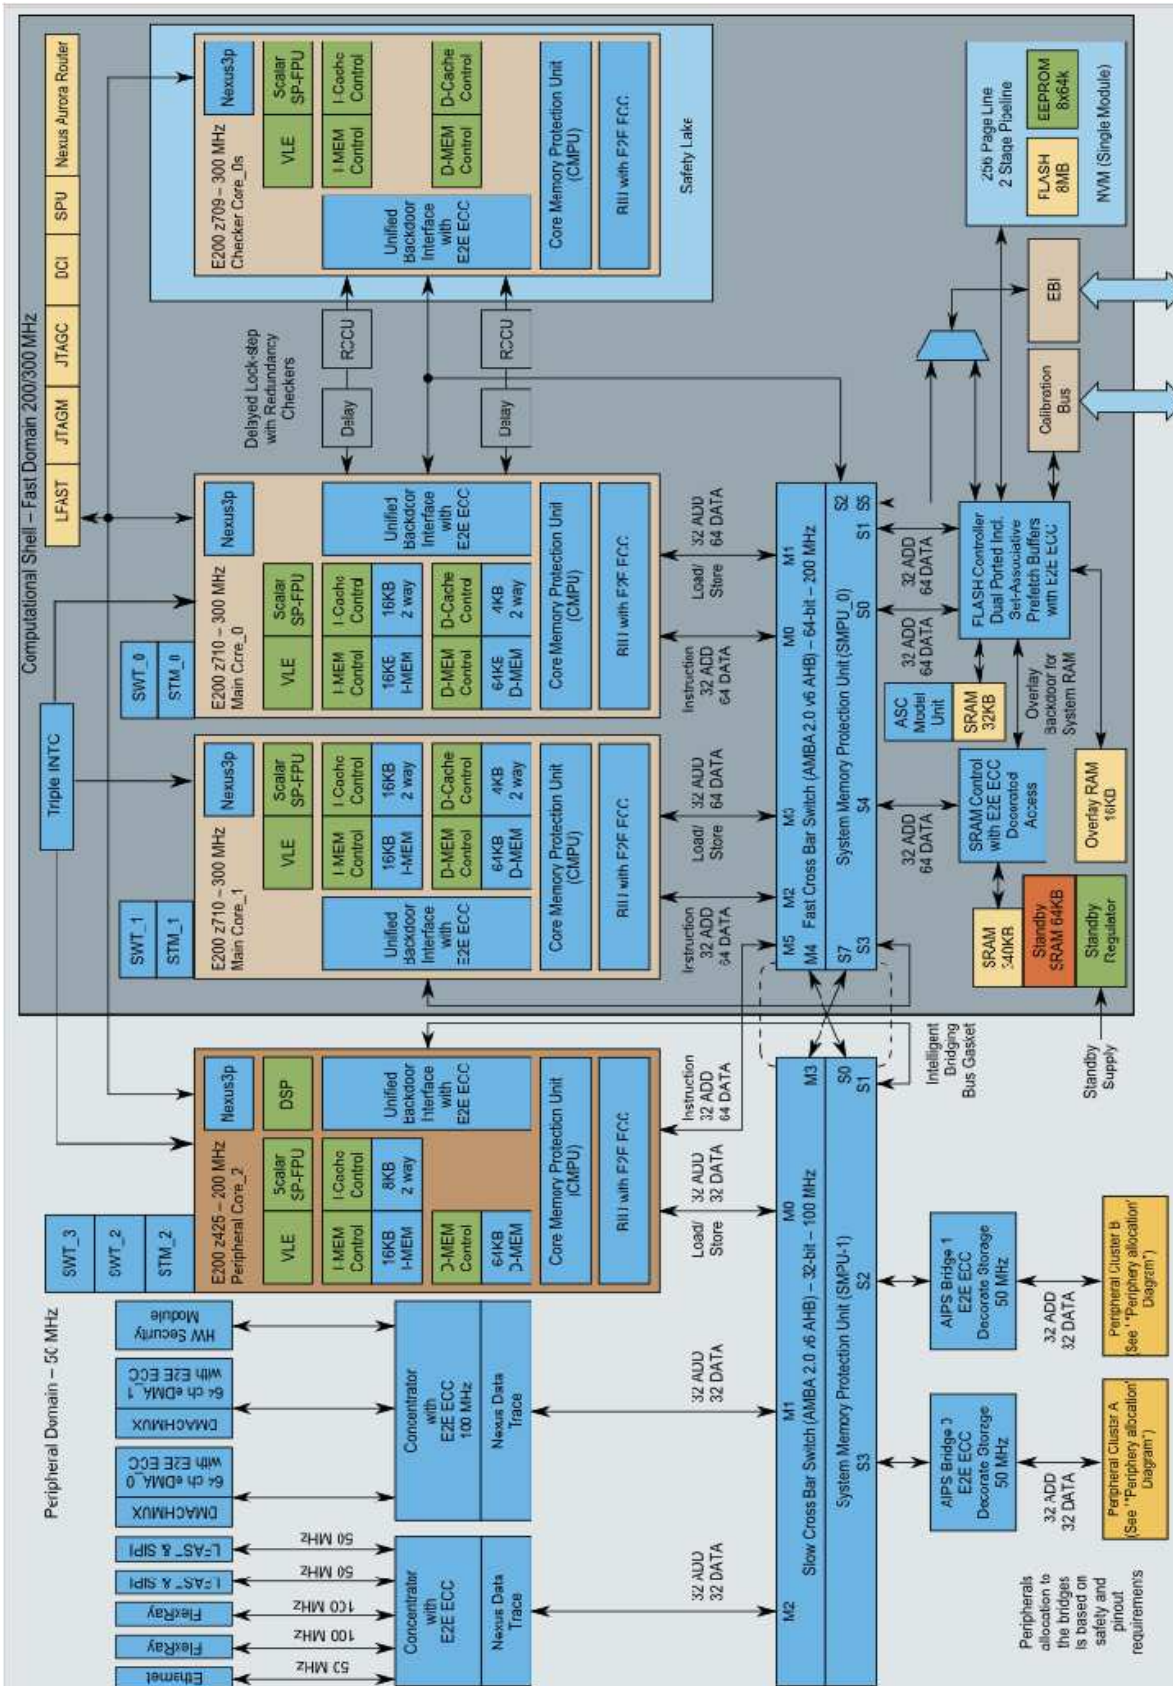 Peripheral Domain – 50 MHz
Computational Shell – Fast Domain 200/300 MHz
Ethernet
FlexRay
FlexRay
LFAST & SIPI
LFAST & SIPI
DMACHMUX
64 ch eDMA_0
with E2E ECC
DMACHMUX
64 ch eDMA_1
with E2E ECC
HW Security
Module
50 MHz
100 MHz
100 MHz
50 MHz
50 MHz
Concentrator
with
E2E ECC
Nexus Data
Trace
Concentrator
with
E2E ECC
100 MHz
Nexus Data
Trace
SWT_3
SWT_2
STM_2
Triple INTC
SWT_1
STM_1
SWT_0
STM_0
LFAST
JTAGM
JTAGC
DCI
SPU
Nexus Aurora Router
E200 z425 – 200 MHz
Peripheral Core_2
Nexus3p
VLE
Scalar
SP-FPU
DSP
I-MEM
Control
I-Cache
Control
16KB
I-MEM
8KB
2 way
D-MEM
Control
64KB
D-MEM
Unified
Backdoor
Interface
with
E2E ECC
Core Memory Protection Unit
(CMPU)
BIU with E2E ECC
E200 z710 – 300 MHz
Main Core_1
Nexus3p
VLE
Scalar
SP-FPU
Unified
Backdoor
Interface
with
E2E ECC
I-MEM
Control
I-Cache
Control
16KB
I-MEM
16KB
2 way
D-MEM
Control
D-Cache
Control
64KB
D-MEM
4KB
2 way
Core Memory Protection Unit
(CMPU)
BIU with E2E ECC
E200 z710 – 300 MHz
Main Core_0
Nexus3p
VLE
Scalar
SP-FPU
I-MEM
Control
I-Cache
Control
16KB
I-MEM
16KB
2 way
D-MEM
Control
D-Cache
Control
64KB
D-MEM
4KB
2 way
Unified
Backdoor
Interface
with
E2E ECC
Core Memory Protection Unit
(CMPU)
BIU with E2E ECC
Delayed Lock-step
with Redundancy
Checkers
Delay
RCCU
Delay
RCCU
E200 z709 – 300 MHz
Checker Core_0s
Nexus3p
VLE
Scalar
SP-FPU
Unified
Backdoor
Interface
with
E2E ECC
I-MEM
Control
I-Cache
Control
D-MEM
Control
D-Cache
Control
Core Memory Protection Unit
(CMPU)
BIU with E2E ECC
Safety Lake
32 ADD
32 DATA
32 ADD
32 DATA
Load/
Store
32 ADD
32 DATA
Instruction
32 ADD
64 DATA
Instruction
32 ADD
64 DATA
Load/
Store
32 ADD
64 DATA
Instruction
32 ADD
64 DATA
Load/
Store
32 ADD
64 DATA
M2
M1
M0
M3
Slow Cross Bar Switch (AMBA 2.0 v6 AHB) – 32-bit – 100 MHz
System Memory Protection Unit (SMPU-1)
S0
S3
S2
S1
M5
M2
M3
M0
M1
M4
Fast Cross Bar Switch (AMBA 2.0 v6 AHB) – 64-bit – 200 MHz
S7
System Memory Protection Unit (SMPU_0)
S2
S3
S4
S0
S1
S5
Intelligent
Bridging
Bus Gasket
32 ADD
64 DATA
32 ADD
64 DATA
32 ADD
64 DATA
AIPS Bridge 0
E2E ECC
Decorate Storage
50 MHz
AIPS Bridge 1
E2E ECC
Decorate Storage
50 MHz
32 ADD
32 DATA
32 ADD
32 DATA
Peripheral Cluster A
(See "Periphery allocation"
Diagram")
Peripheral Cluster B
(See "Periphery allocation"
Diagram")
Peripherals
allocation to
the bridges
is based on
safety and
pinout
requirements
Standby
Supply
SRAM
340KB
Standby
SRAM 64KB
Standby
Regulator
SRAM Control
with E2E ECC
Decorated
Access
ASC
Model
Unit
SRAM
32KB
Overlay
Backdoor for
System RAM
Overlay RAM
16KB
FLASH Controller
Dual Ported Incl.
Set-Associative
Prefetch Buffers
with E2E ECC
Calibration
Bus
EBI
256 Page Line
2 Stage Pipeline
FLASH
8MB
EEPROM
8x64k
NVM (Single Module)